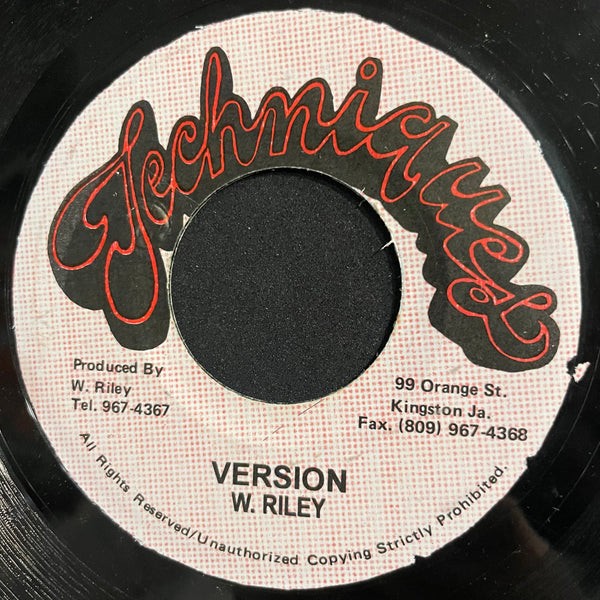 Techniques
Produced By
W. Riley
Tel. 967-4367
99 Orange St.
Kingston Ja.
Fax. (809) 967-4368
VERSION
W. RILEY
All Rights Reserved/Unauthorized Copying Strictly Prohibited.